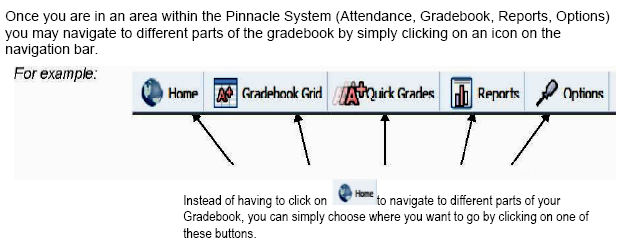 Once you are in an area within the Pinnacle System (Attendance, Gradebook, Reports, Options)
you may navigate to different parts of the gradebook by simply clicking on an icon on the
navigation bar.
For example:
Home Gradebook Grid Quick Grades Reports Options
Instead of having to click on Home to navigate to different parts of your
Gradebook, you can simply choose where you want to go by clicking on one of
these buttons.